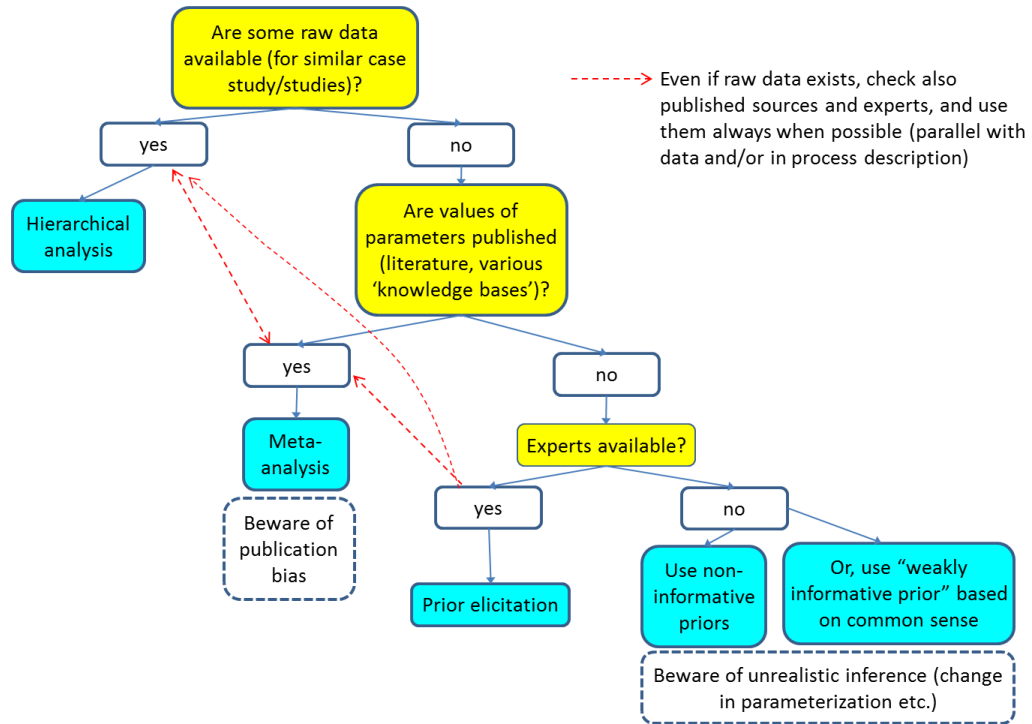 Are some raw data
available (for similar case
study/studies)?
Even if raw data exists, check also
published sources and experts, and use
them always when possible (parallel with
data and/or in process description)
yes
no
Hierarchical
analysis
Are values of
parameters published
(literature, various
‘knowledge bases’)?
yes
no
Meta-
analysis
Experts available?
Beware of
publication
bias
yes
no
Prior elicitation
Use non-
informative
priors
Or, use “weakly
informative prior” based
on common sense
Beware of unrealistic inference (change
in parameterization etc.)